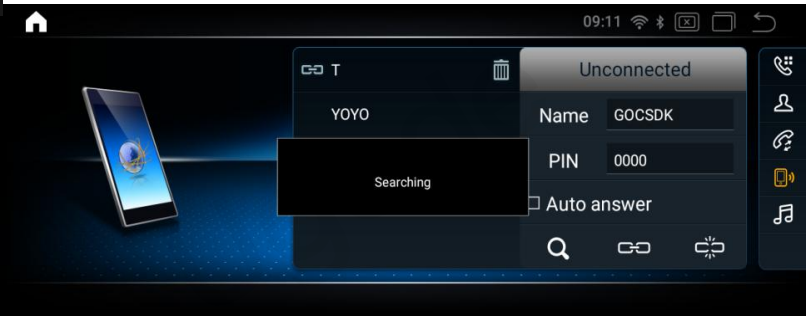 09:11
T
Unconnected
YOYO
Name GOCSDK
PIN 0000
Searching
Auto answer